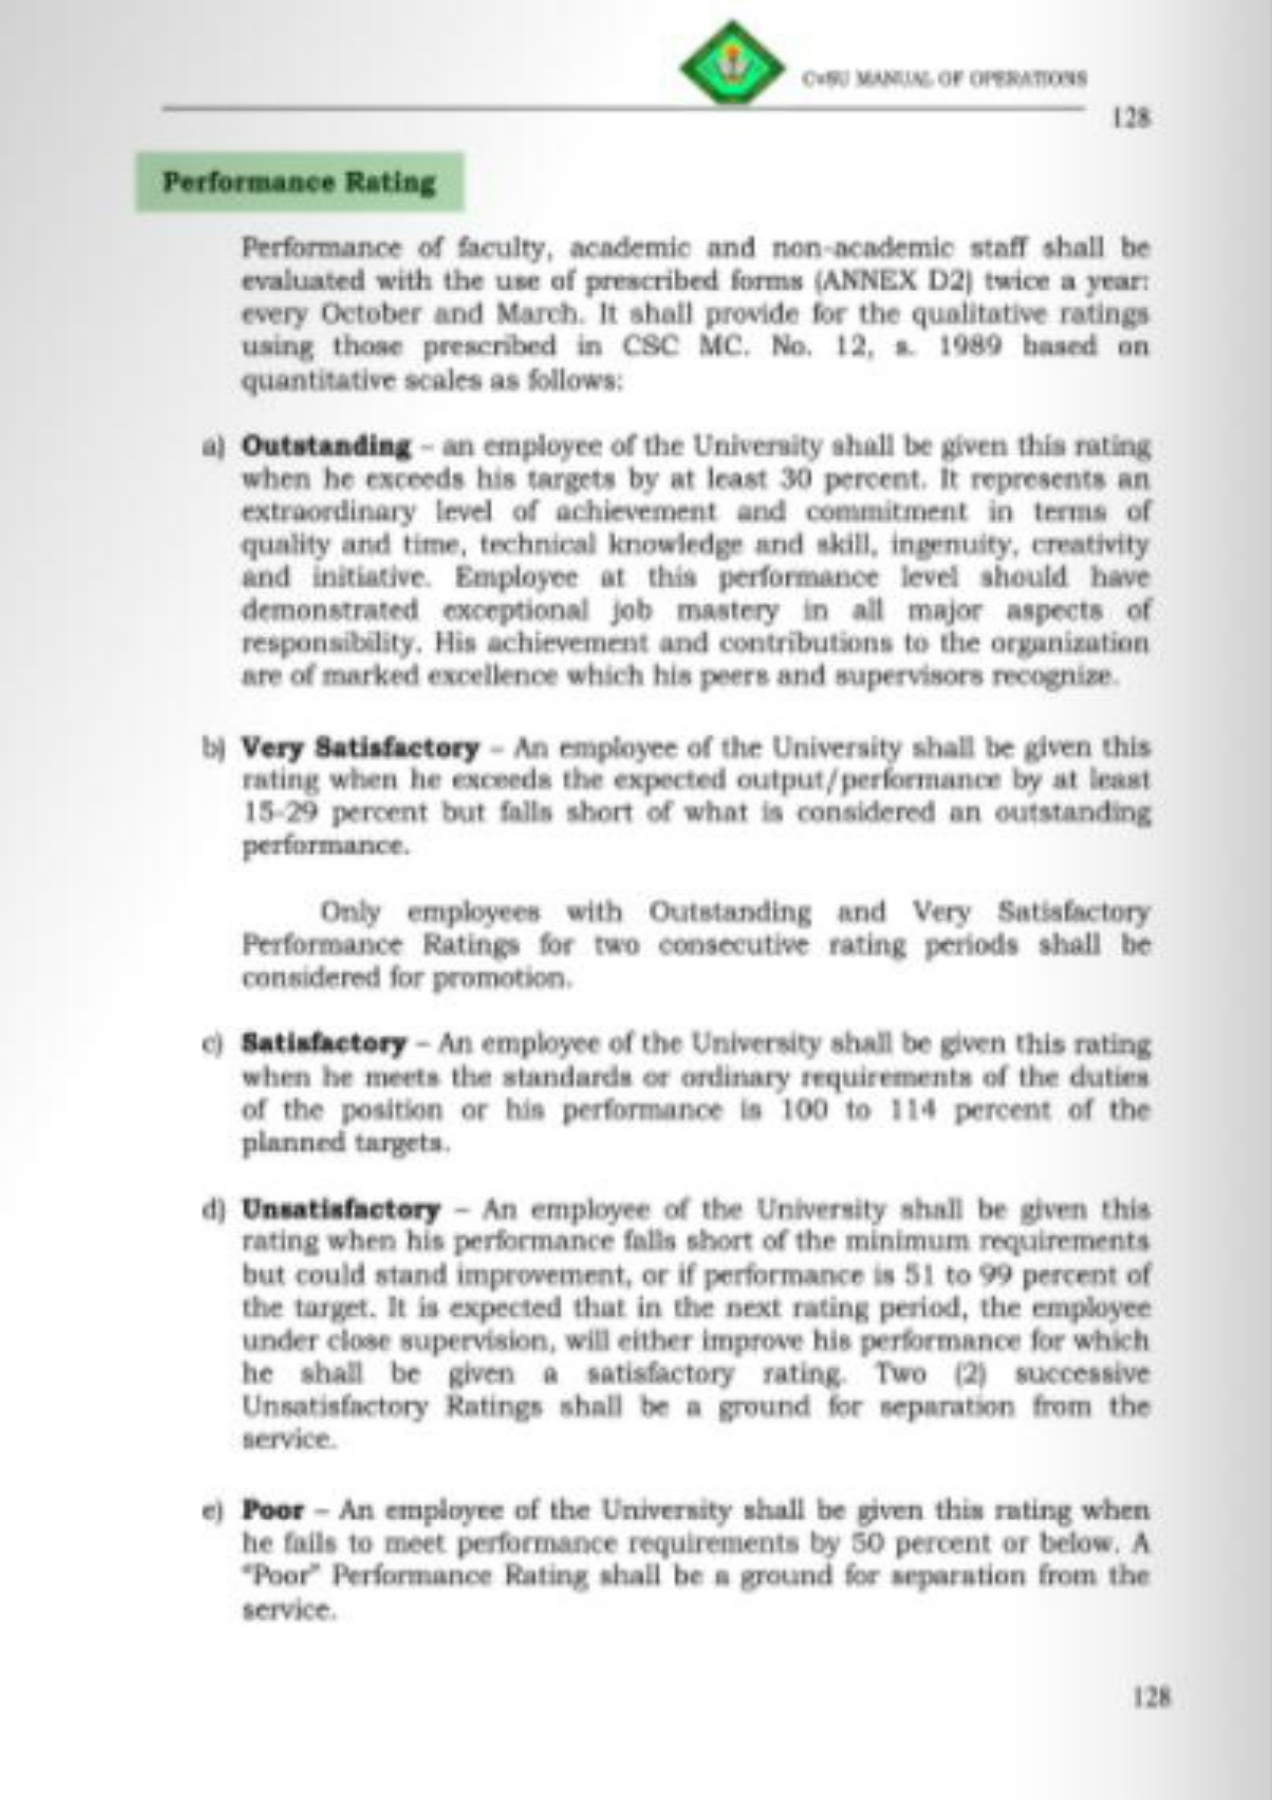 CvSU MANUAL OF OPERATIONS
128
Performance Rating
Performance of faculty, academic and non-academic staff shall be
evaluated with the use of prescribed forms (ANNEX D2) twice a year:
every October and March. It shall provide for the qualitative ratings
using those prescribed in CSC MC. No. 12, s. 1989 based on
quantitative scales as follows:
a) Outstanding – an employee of the University shall be given this rating
when he exceeds his targets by at least 30 percent. It represents an
extraordinary level of achievement and commitment in terms of
quality and time, technical knowledge and skill, ingenuity, creativity
and initiative. Employee at this performance level should have
demonstrated exceptional job mastery in all major aspects of
responsibility. His achievement and contributions to the organization
are of marked excellence which his peers and supervisors recognize.
b) Very Satisfactory – An employee of the University shall be given this
rating when he exceeds the expected output/performance by at least
15-29 percent but falls short of what is considered an outstanding
performance.
Only employees with Outstanding and Very Satisfactory
Performance Ratings for two consecutive rating periods shall be
considered for promotion.
c) Satisfactory – An employee of the University shall be given this rating
when he meets the standards or ordinary requirements of the duties
of the position or his performance is 100 to 114 percent of the
planned targets.
d) Unsatisfactory – An employee of the University shall be given this
rating when his performance falls short of the minimum requirements
but could stand improvement, or if performance is 51 to 99 percent of
the target. It is expected that in the next rating period, the employee
under close supervision, will either improve his performance for which
he shall be given a satisfactory rating. Two (2) successive
Unsatisfactory Ratings shall be a ground for separation from the
service.
e) Poor – An employee of the University shall be given this rating when
he fails to meet performance requirements by 50 percent or below. A
"Poor" Performance Rating shall be a ground for separation from the
service.
128